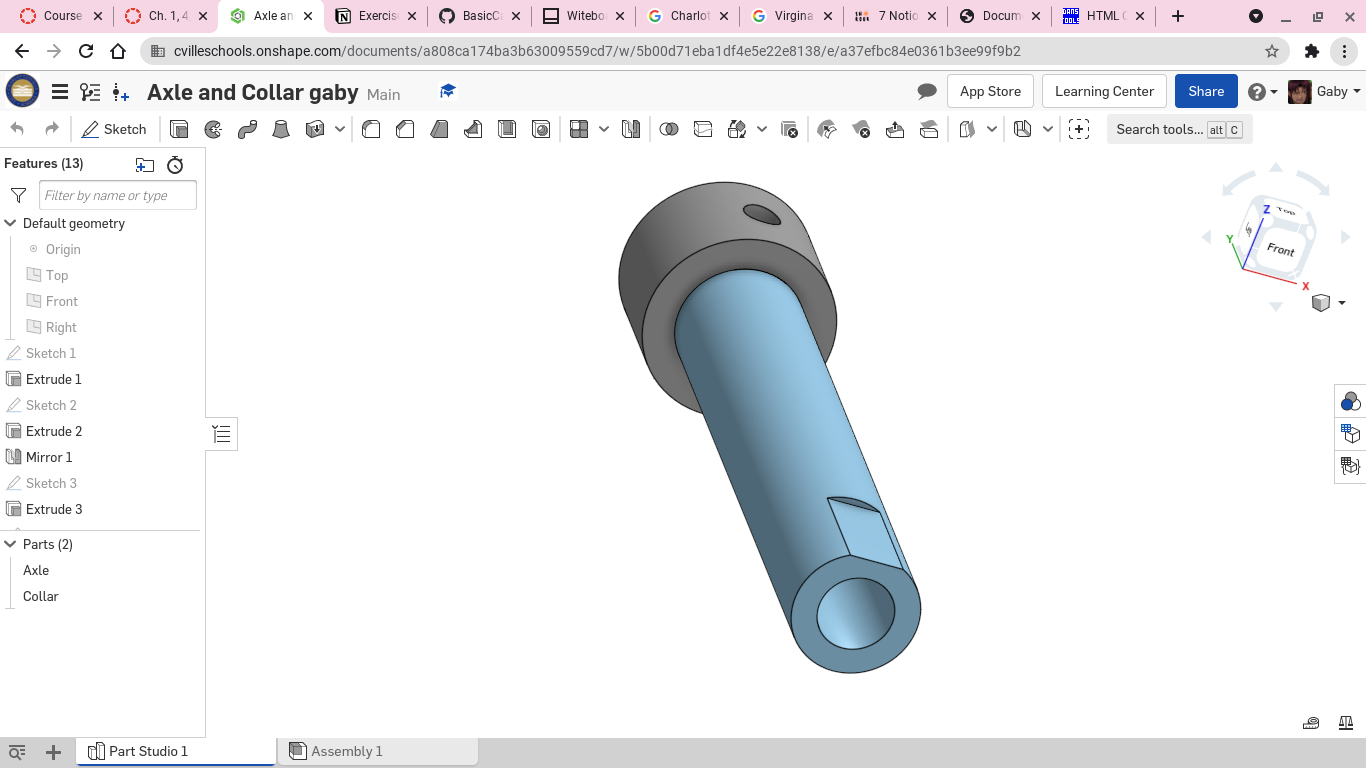 Course
Ch. 1, 4
Axle an
Exercis
BasicCa
Witebo
Charlot
Virgina
7 Notio
Docum
HTML C
cvilleschools.onshape.com/documents/a808ca174ba3b63009559cd7/w/5b00d71eba1df4e5e22e8138/e/a37efbc84e0361b3ee99f9b2
Axle and Collar gaby Main
App Store
Learning Center
Share
Gaby
Sketch
Search tools... alt C
Features (13)
Filter by name or type
Default geometry
Origin
Top
Front
Right
Sketch 1
Extrude 1
Sketch 2
Extrude 2
Mirror 1
Sketch 3
Extrude 3
Parts (2)
Axle
Collar
Z
Top
Y
Front
X
Part Studio 1
Assembly 1